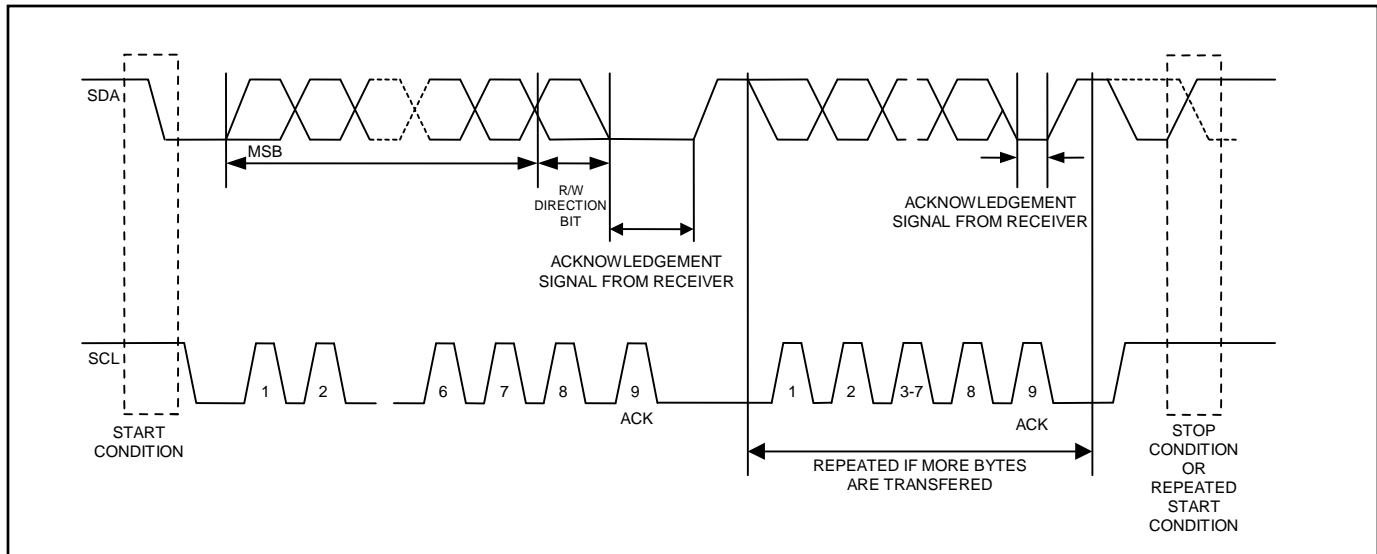 SDA
MSB
R/W
DIRECTION
BIT
ACKNOWLEDGEMENT
SIGNAL FROM RECEIVER
ACKNOWLEDGEMENT
SIGNAL FROM RECEIVER
SCL
1
2
6
7
8
9
1
2
3-7
8
9
ACK
ACK
START
CONDITION
REPEATED IF MORE BYTES
ARE TRANSFERED
STOP
CONDITION
OR
REPEATED
START
CONDITION